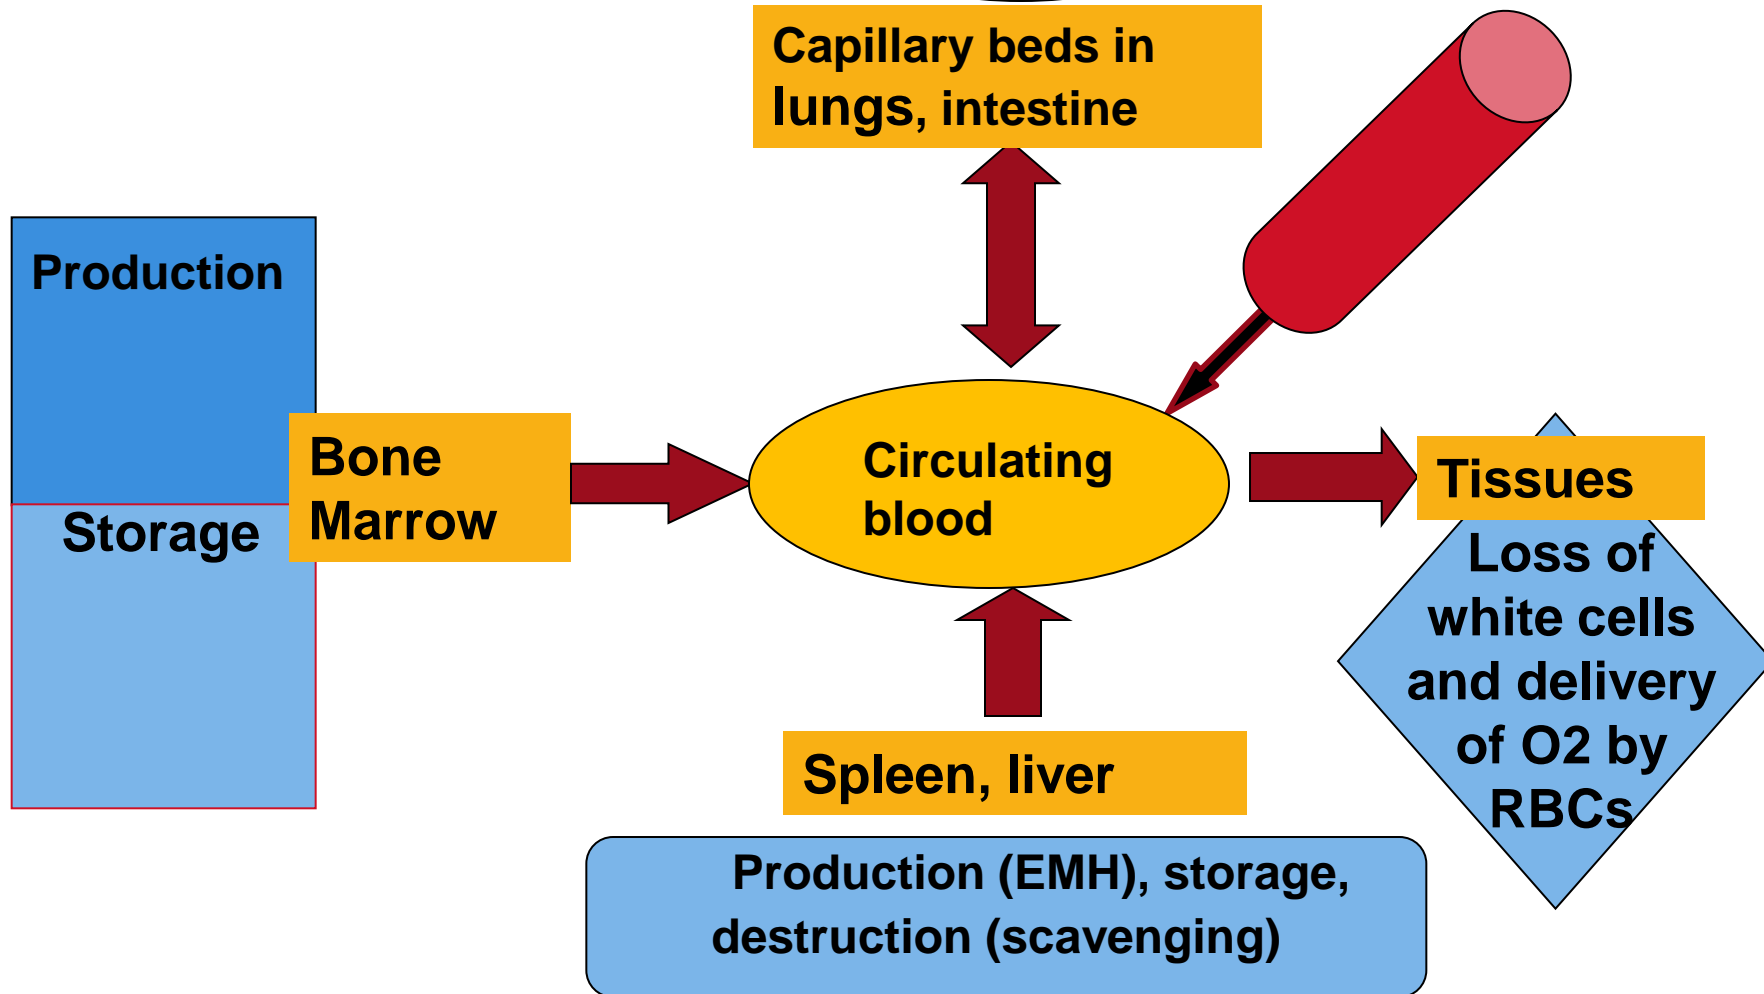 Capillary beds in
lungs, intestine
Production
Storage
Bone
Marrow
Circulating
blood
Tissues
Loss of
white cells
and delivery
of O2 by
RBCs
Spleen, liver
Production (EMH), storage,
destruction (scavenging)